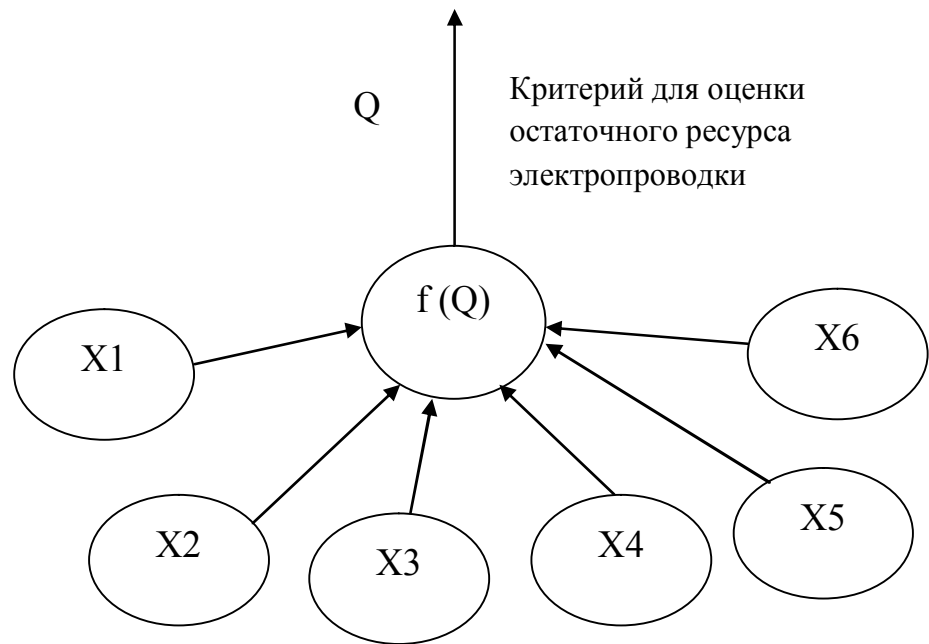 Q
Критерий для оценки
остаточного ресурса
электропроводки
f (Q)
X1
X6
X2
X3
X4
X5